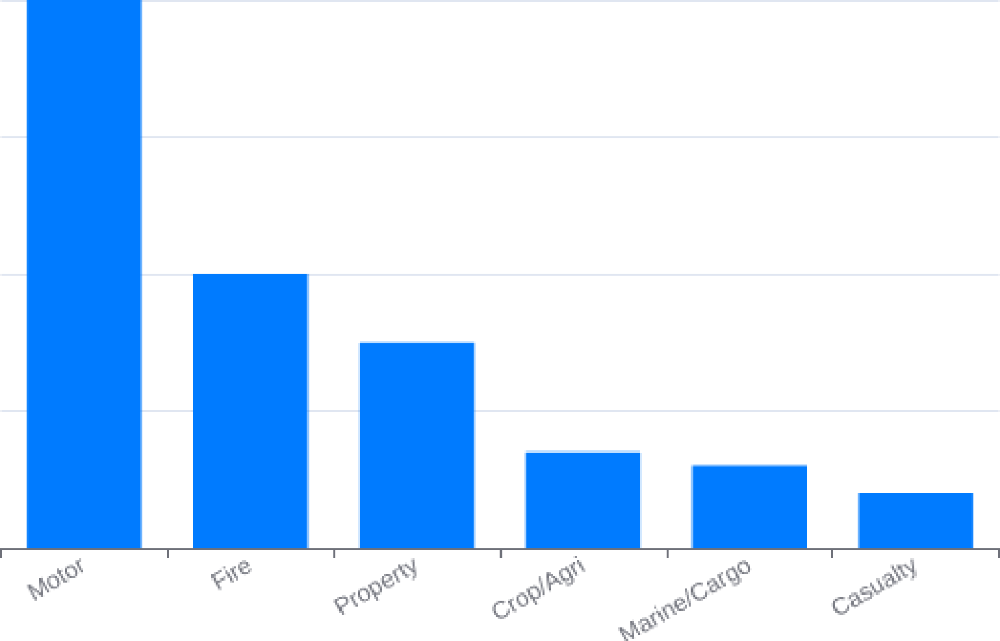 Motor
Fire
Property
Crop/Agri
Marine/Cargo
Casualty